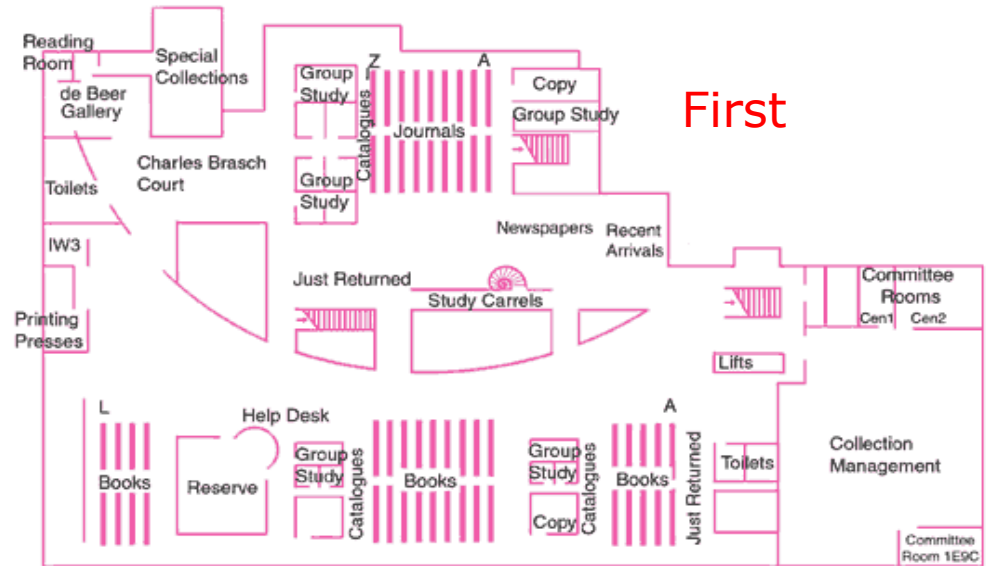 Reading
Room
Special
Collections
de Beer
Gallery
Group
Study
Catalogues
Z
A
Journals
Copy
Group Study
First
Charles Brasch
Court
Toilets
Group
Study
IW3
Newspapers
Recent
Arrivals
Just Returned
Study Carrels
Committee
Rooms
Cen1
Cen2
Printing
Presses
Lifts
L
Help Desk
A
Books
Reserve
Group
Study
Catalogues
Books
Group
Study
Copy
Catalogues
Books
Just Returned
Toilets
Collection
Management
Committee
Room 1E9C